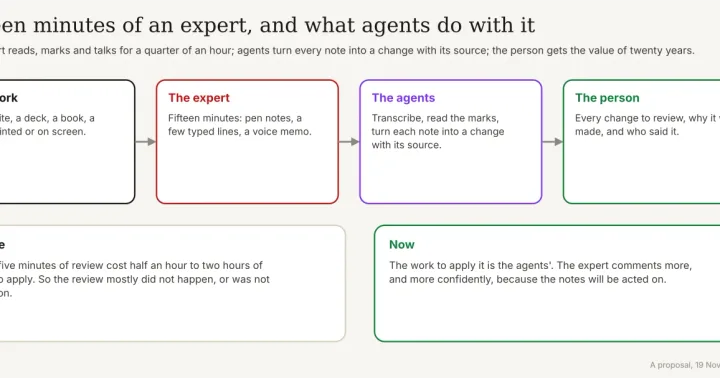 en minutes of an expert, and what agents do with it
rt reads, marks and talks for a quarter of an hour; agents turn every note into a change with its source; the person gets the value of twenty years.
ork
ite, a deck, a book, a
inted or on screen.
The expert
Fifteen minutes: pen notes, a
few typed lines, a voice memo.
The agents
Transcribe, read the marks,
turn each note into a change
with its source.
The person
Every change to review, why it
made, and who said it.
e
five minutes of review cost half an hour to two hours of
o apply. So the review mostly did not happen, or was not
on.
Now
The work to apply it is the agents'. The expert comments more,
and more confidently, because the notes will be acted on.
A proposal, 19 Nov